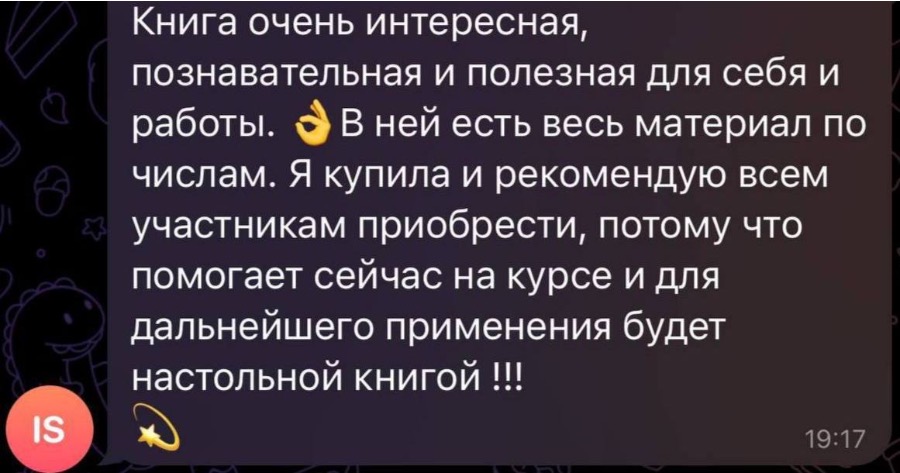 Книга очень интересная,
познавательная и полезная для себя и
работы. 👌В ней есть весь материал по
числам. Я купила и рекомендую всем
участникам приобрести, потому что
помогает сейчас на курсе и для
дальнейшего применения будет
настольной книгой !!!
💫
IS
19:17